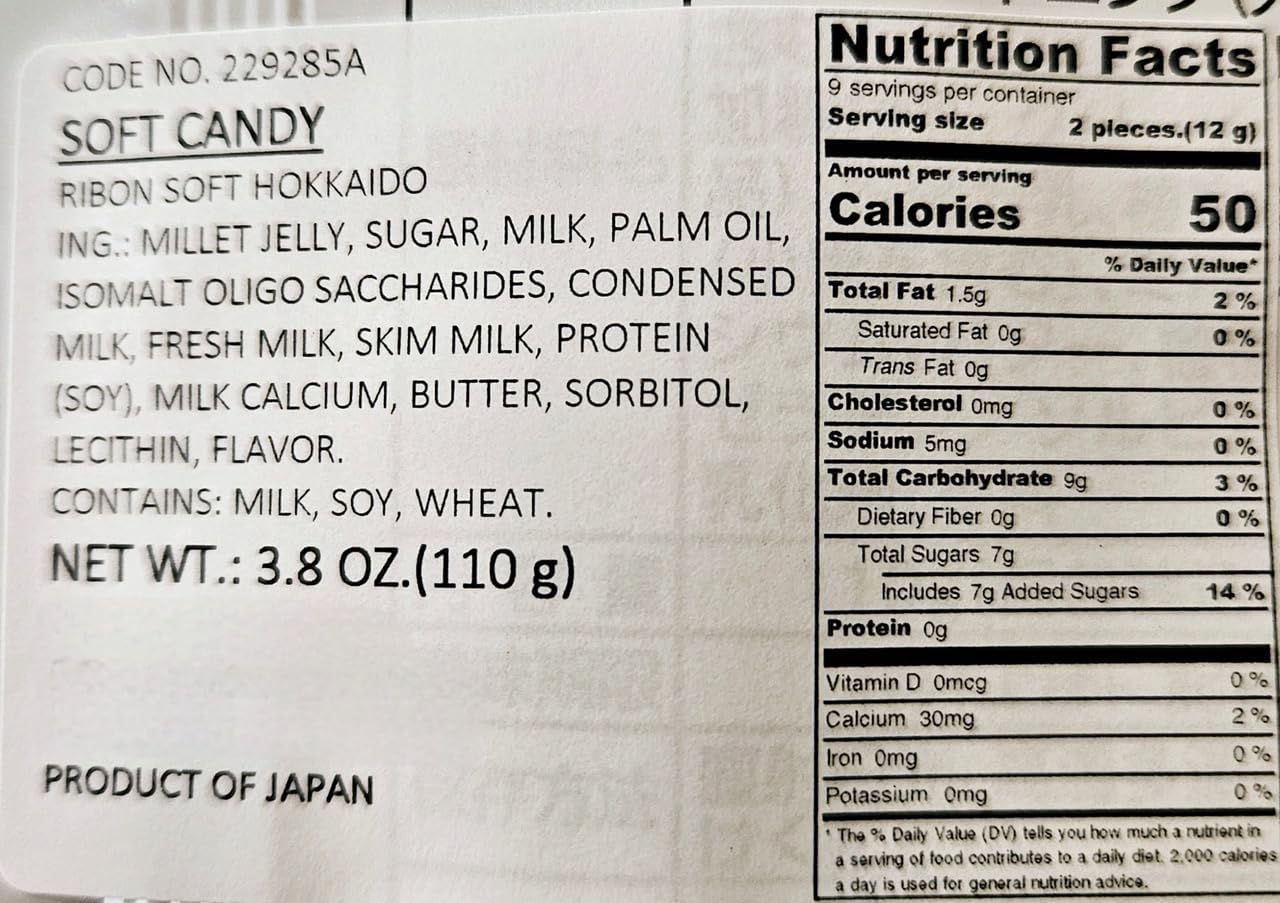 CODE NO. 229285A
SOFT CANDY
RIBON SOFT HOKKAIDO
ING.: MILLET JELLY, SUGAR, MILK, PALM OIL,
ISOMALT OLIGO SACCHARIDES, CONDENSED
MILK, FRESH MILK, SKIM MILK, PROTEIN
(SOY), MILK CALCIUM, BUTTER, SORBITOL,
LECITHIN, FLAVOR.
CONTAINS: MILK, SOY, WHEAT.
NET WT.: 3.8 OZ.(110 g)
PRODUCT OF JAPAN
Nutrition Facts
9 servings per container
Serving size 2 pieces.(12 g)
Amount per serving
Calories 50
% Daily Value*
Total Fat 1.5g 2 %
Saturated Fat 0g 0 %
Trans Fat 0g
Cholesterol 0mg 0 %
Sodium 5mg 0 %
Total Carbohydrate 9g 3 %
Dietary Fiber 0g 0 %
Total Sugars 7g
Includes 7g Added Sugars 14 %
Protein 0g
Vitamin D 0mcg 0 %
Calcium 30mg 2 %
Iron 0mg 0 %
Potassium 0mg 0 %
* The % Daily Value (DV) tells you how much a nutrient in
a serving of food contributes to a daily diet. 2,000 calories
a day is used for general nutrition advice.